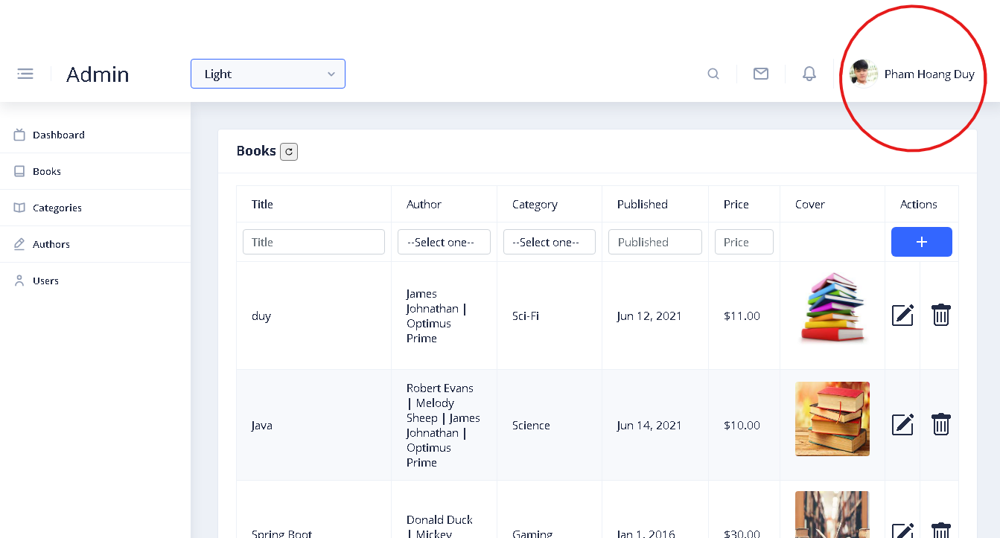 Admin
Light
Pham Hoang Duy
Dashboard
Books
Categories
Authors
Users
Books
Title Author Category Published Price Cover Actions
Title --Select one-- --Select one-- Published Price +
duy
James
Johnathan |
Optimus
Prime
Sci-Fi
Jun 12, 2021
$11.00
Java
Robert Evans
| Melody
Sheep | James
Johnathan |
Optimus
Prime
Science
Jun 14, 2021
$10.00
Spring Boot
Donald Duck
| Mickey
Gaming
Jan 1, 2016
$30.00